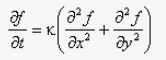 ∂f/∂t = κ(∂²f/∂x² + ∂²f/∂y²)